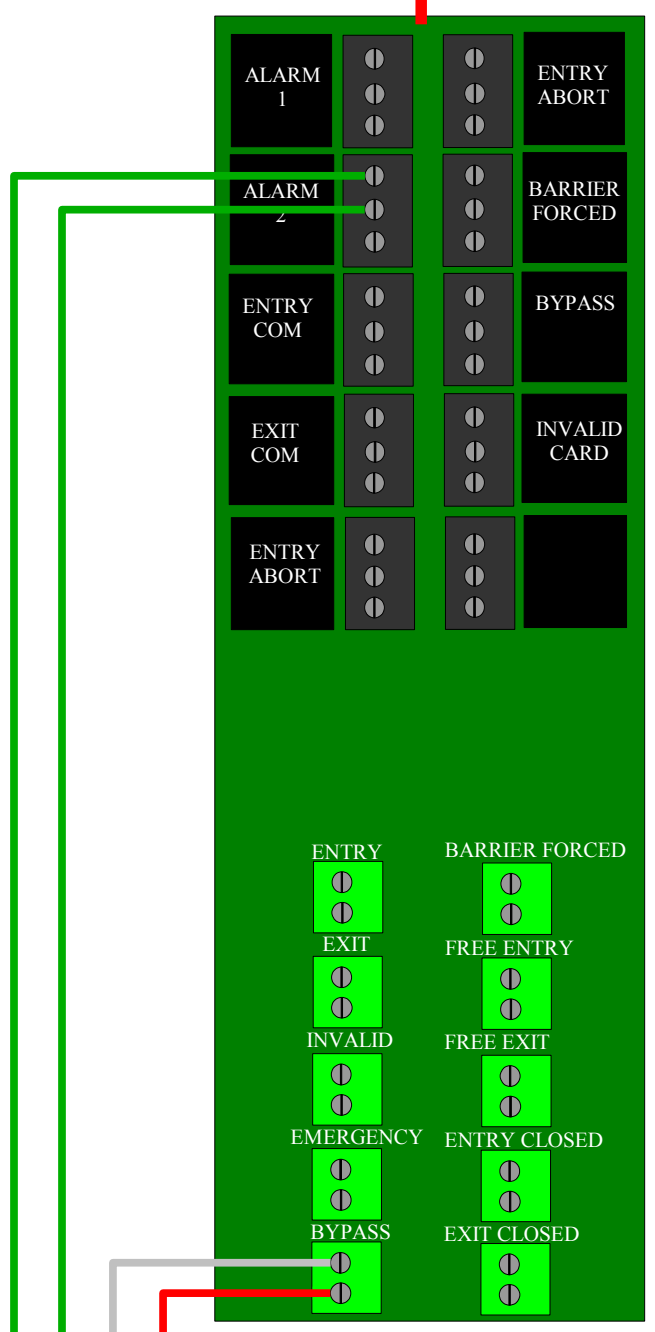 ALARM
1
ENTRY
ABORT
ALARM
2
BARRIER
FORCED
ENTRY
COM
BYPASS
EXIT
COM
INVALID
CARD
ENTRY
ABORT
ENTRY
BARRIER FORCED
EXIT
FREE ENTRY
INVALID
FREE EXIT
EMERGENCY
ENTRY CLOSED
BYPASS
EXIT CLOSED